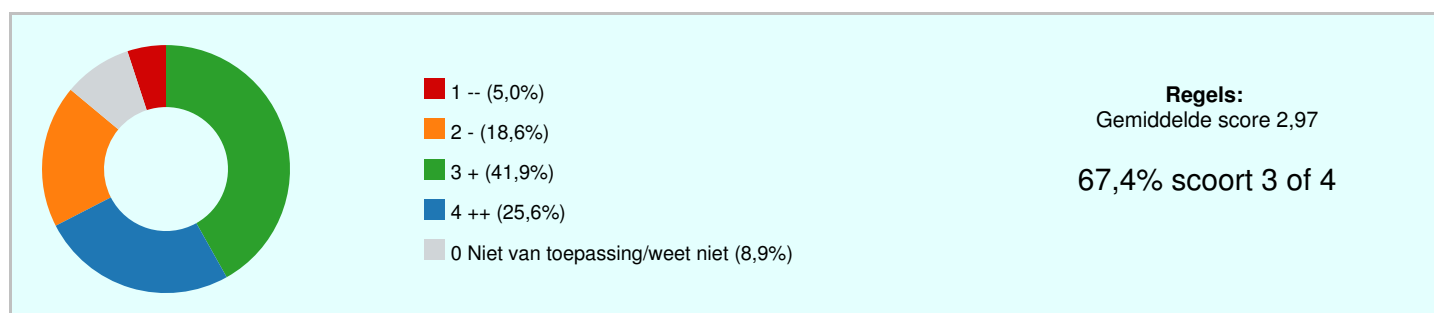 1 -- (5,0%)
2 - (18,6%)
3 + (41,9%)
4 ++ (25,6%)
0 Niet van toepassing/weet niet (8,9%)
Regels:
Gemiddelde score 2,97
67,4% scoort 3 of 4